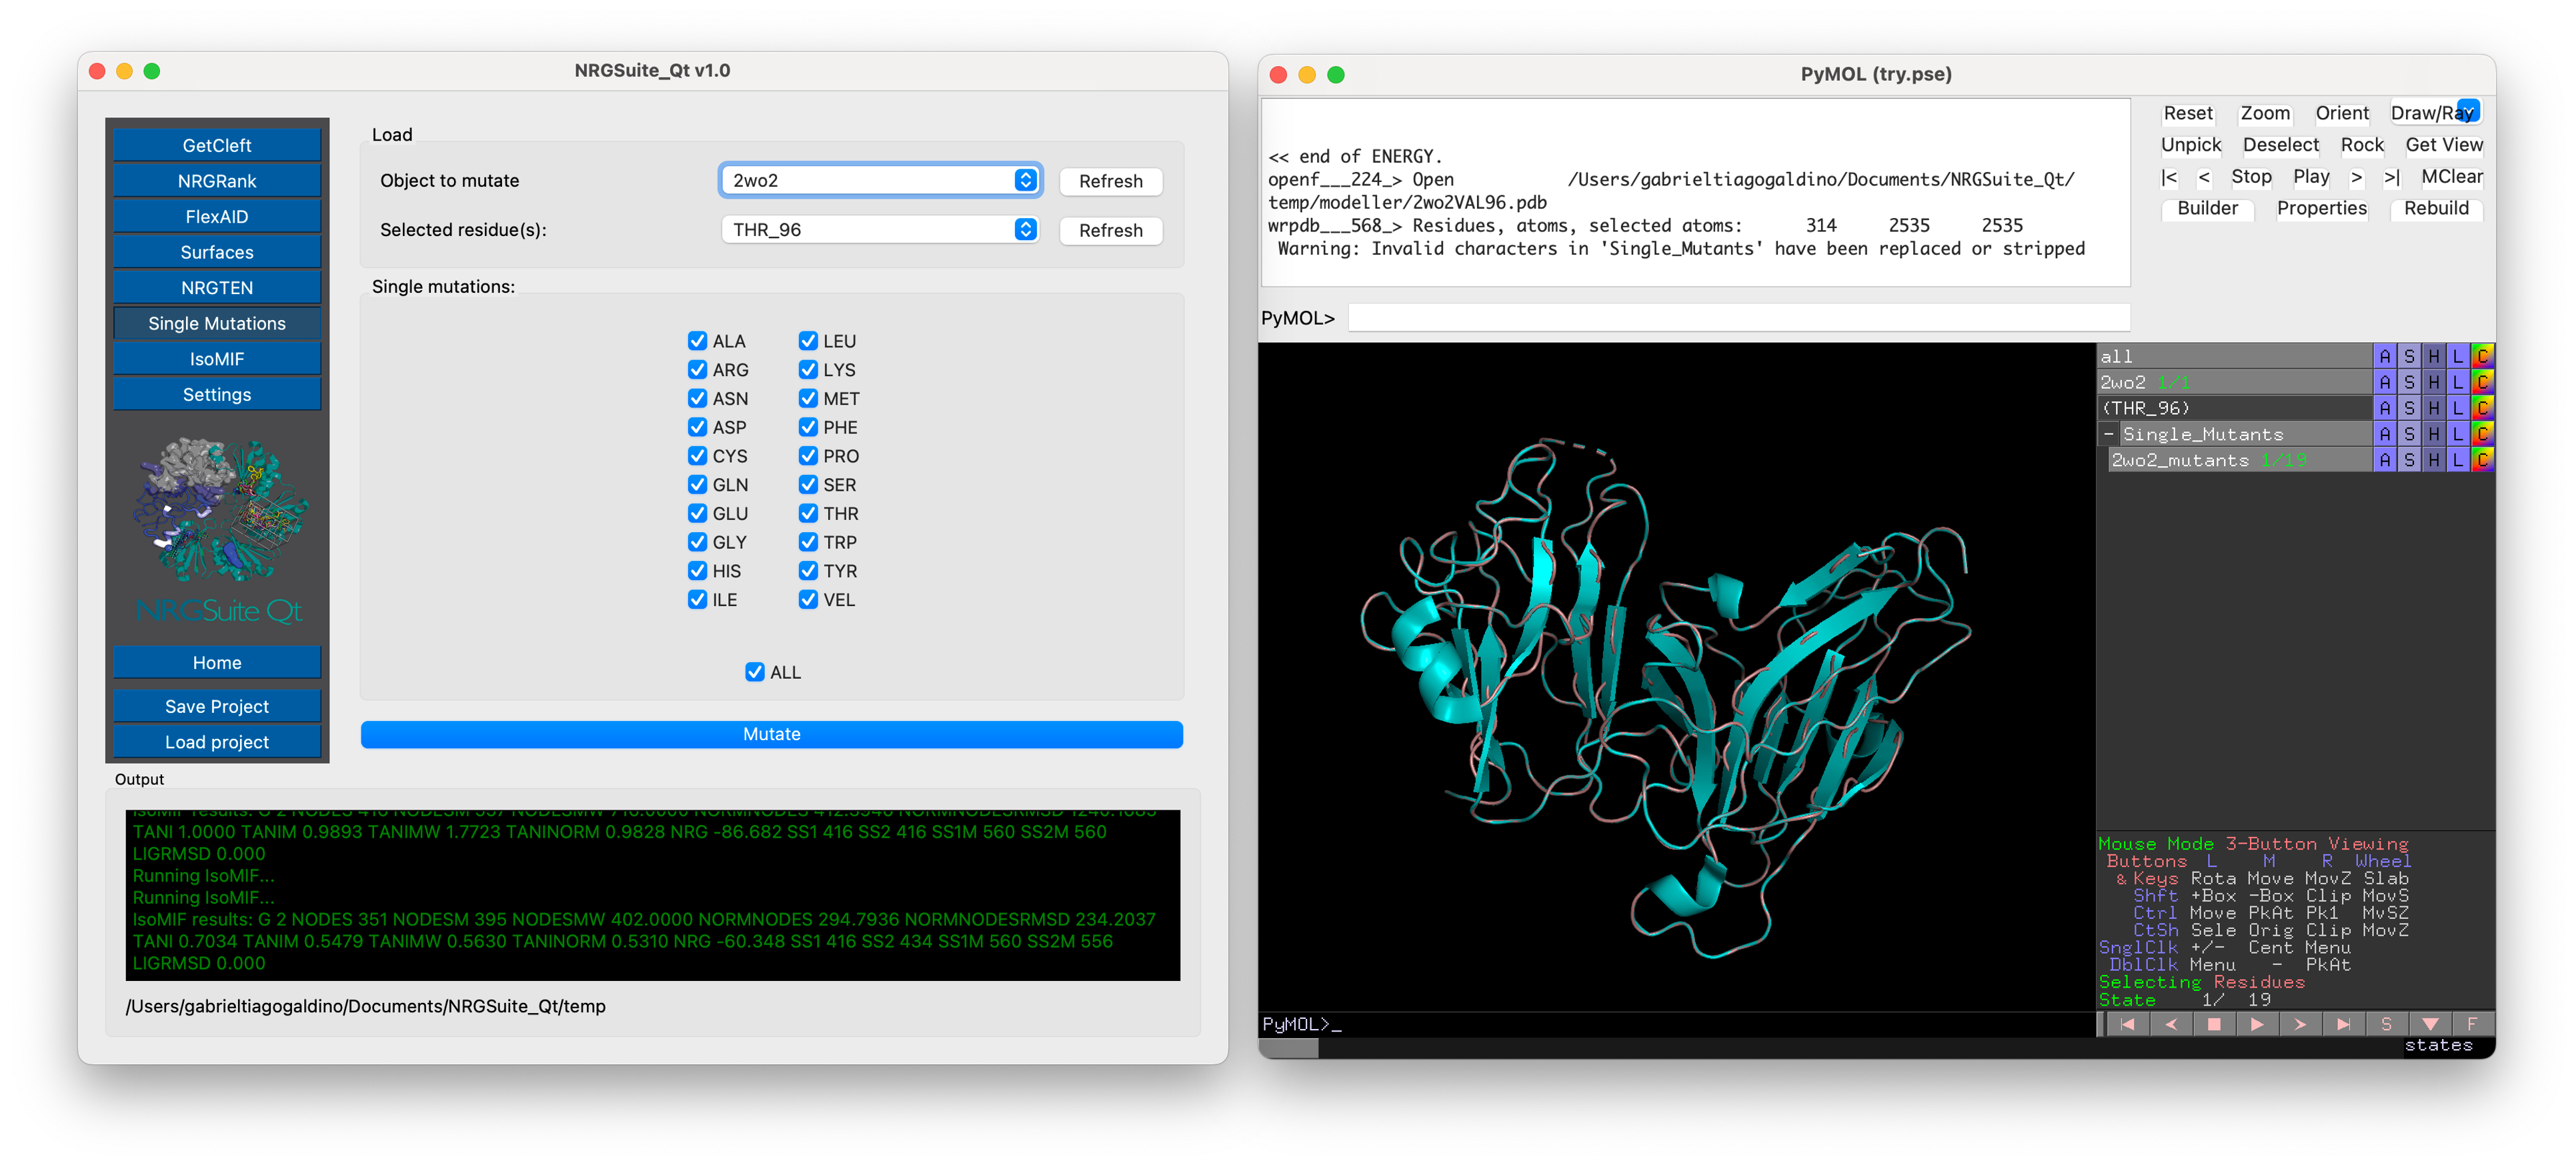 NRGSuite_Qt v1.0
GetCleft
NRGRank
FlexAID
Surfaces
NRGTEN
Single Mutations
IsoMIF
Settings
NRGSuite Qt
Home
Save Project
Load project
Load
Object to mutate
2wo2
Refresh
Selected residue(s):
THR_96
Refresh
Single mutations:
ALA LEU
ARG LYS
ASN MET
ASP PHE
CYS PRO
GLN SER
GLU THR
GLY TRP
HIS TYR
ILE VEL
ALL
Mutate
Output
IsoMIF results: G 2 NODES 416 NODESM 557 NODESMW
TANI 1.0000 TANIM 0.9893 TANIMW 1.7723 TANINORM 0.9828 NRG -86.682 SS1 416 SS2 416 SS1M 560 SS2M 560
LIGRMSD 0.000
Running IsoMIF...
Running IsoMIF...
IsoMIF results: G 2 NODES 351 NODESM 395 NODESMW 402.0000 NORMNODES 294.7936 NORMNODESRMSD 234.2037
TANI 0.7034 TANIM 0.5479 TANIMW 0.5630 TANINORM 0.5310 NRG -60.348 SS1 416 SS2 434 SS1M 560 SS2M 556
LIGRMSD 0.000
/Users/gabrieltiagogaldino/Documents/NRGSuite_Qt/temp
PyMOL (try.pse)
<< end of ENERGY.
openf___224_> Open /Users/gabrieltiagogaldino/Documents/NRGSuite_Qt/
temp/modeller/2wo2VAL96.pdb
wrpdb___568_> Residues, atoms, selected atoms: 314 2535 2535
Warning: Invalid characters in 'Single_Mutants' have been replaced or stripped
PyMOL>
Reset Zoom Orient Draw/Ray
Unpick Deselect Rock Get View
|< < Stop Play > >| MClear
Builder Properties Rebuild
all A S H L C
2wo2 1/1 A S H L C
(THR_96) A S H L C
- Single_Mutants A S H L C
2wo2_mutants 1/19 A S H L C
Mouse Mode 3-Button Viewing
Buttons L M R Wheel
& Keys Rota Move MovZ Slab
Shft +Box -Box Clip MovS
Ctrl Move PkAt Pk1 MvSZ
CtSh Sele Orig Clip MovZ
SnglClk +/- Cent Menu
DblClk Menu - PkAt
Selecting Residues
State 1/ 19
PyMOL>_
S F
states